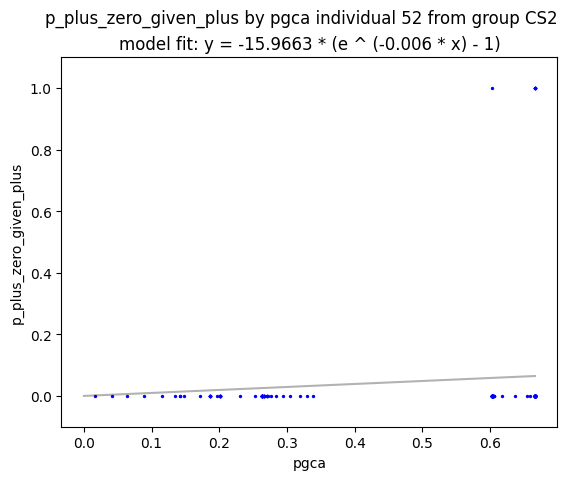 p_plus_zero_given_plus by pgca individual 52 from group CS2
model fit: y = -15.9663 * (e ^ (-0.006 * x) - 1)
1.0
0.8
0.6
0.4
0.2
0.0
p_plus_zero_given_plus
0.0 0.1 0.2 0.3 0.4 0.5 0.6
pgca